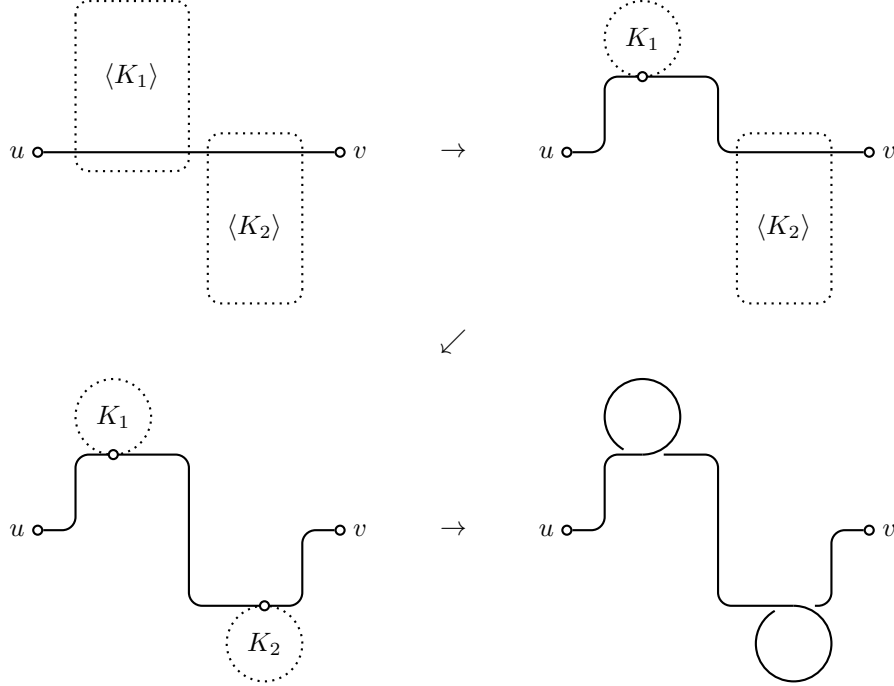 ⟨K₁⟩
u v → u K₁ v
⟨K₂⟩ ⟨K₂⟩
↙
K₁
u v → u v
K₂